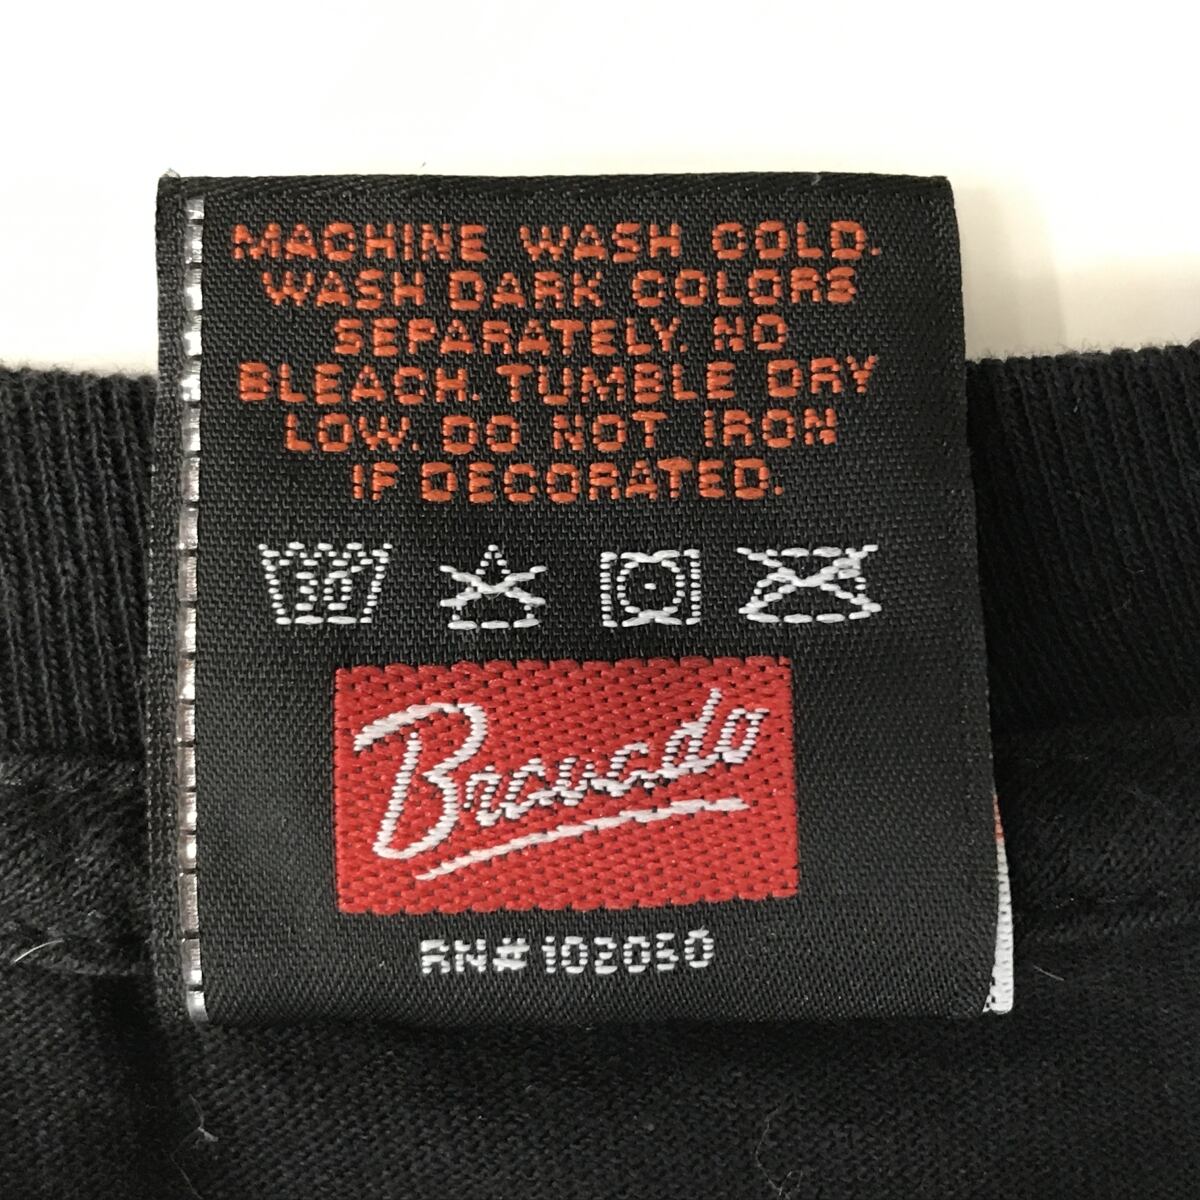 MACHINE WASH COLD.
WASH DARK COLORS
SEPARATELY. NO
BLEACH. TUMBLE DRY
LOW. DO NOT IRON
IF DECORATED.
30
Bravado
RN# 102050